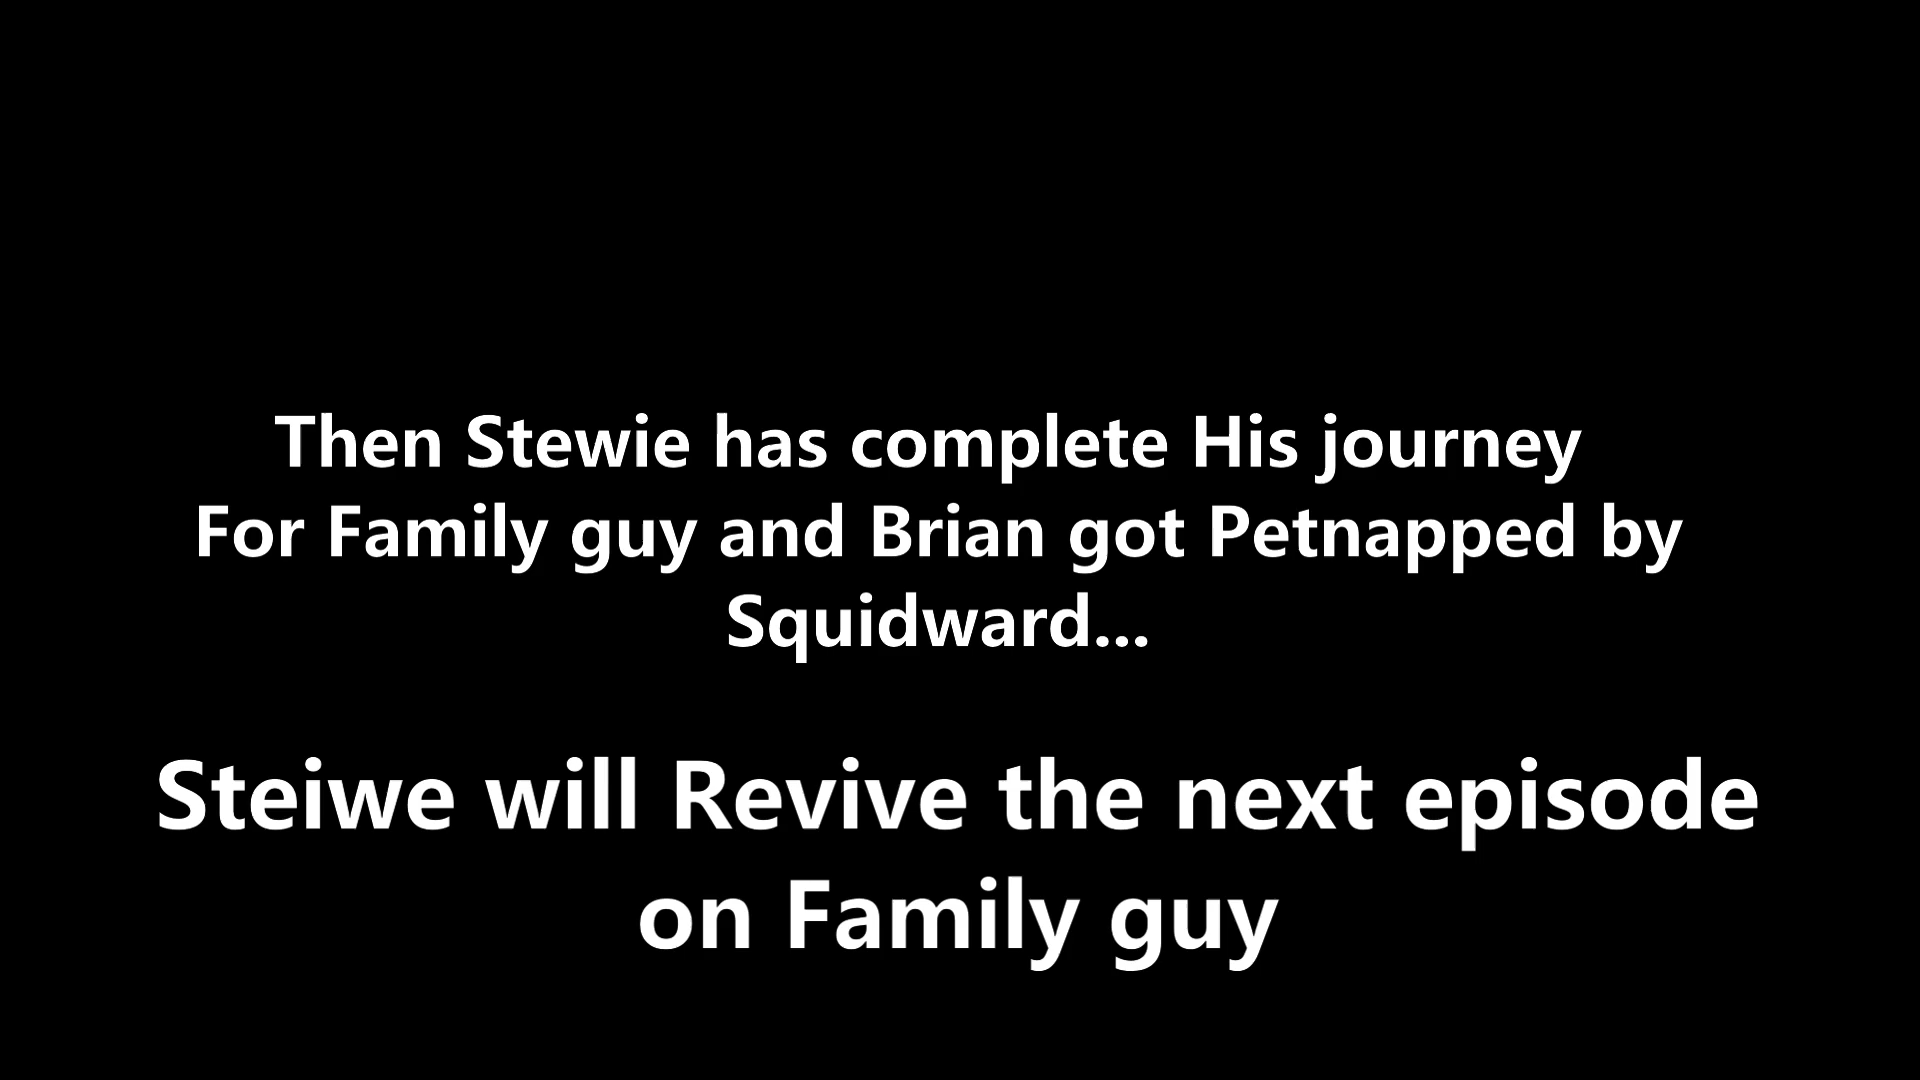 Then Stewie has complete His journey
For Family guy and Brian got Petnapped by
Squidward...
Steiwe will Revive the next episode
on Family guy